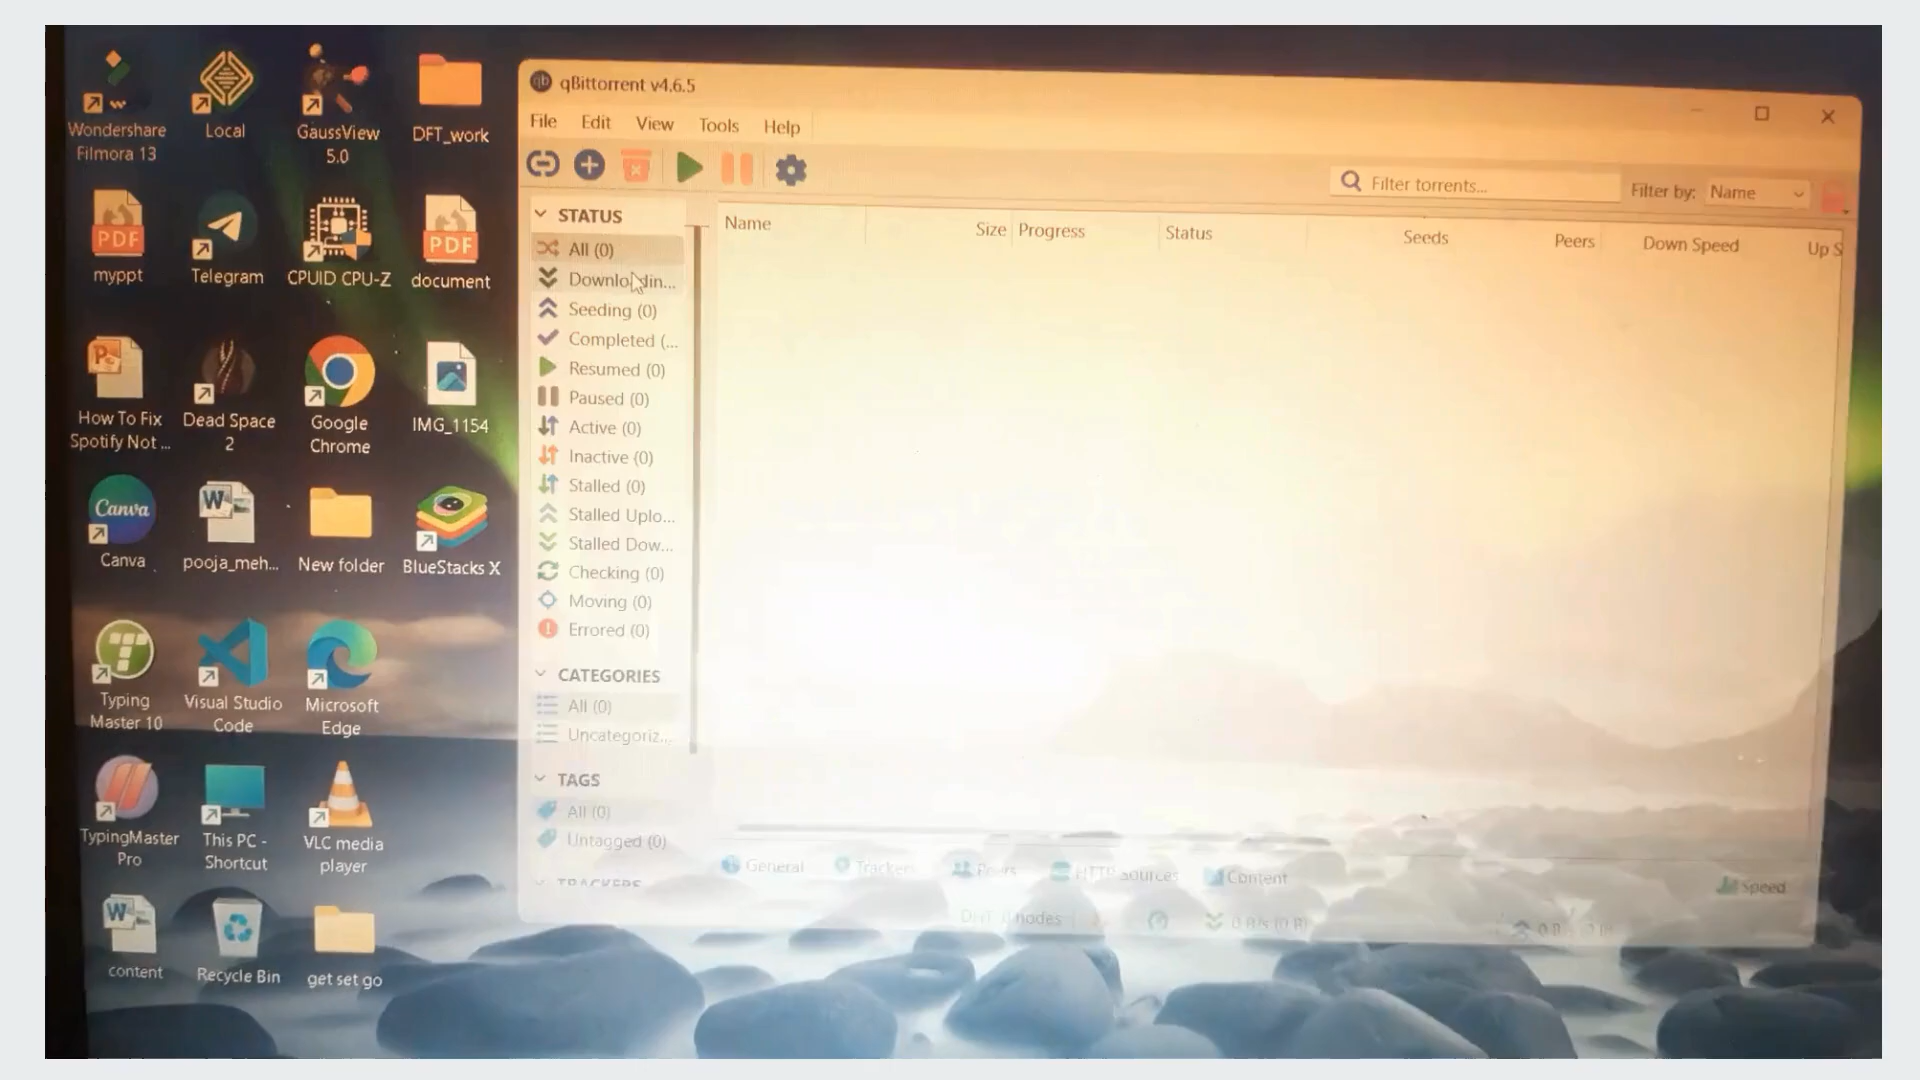 Wondershare
Filmora 13
Local
GaussView
5.0
DFT_work
PDF
myppt
Telegram
CPUID CPU-Z
PDF
document
How To Fix
Spotify Not ...
Dead Space
2
Google
Chrome
IMG_1154
Canva
Canva
pooja_meh...
New folder
BlueStacks X
Typing
Master 10
Visual Studio
Code
Microsoft
Edge
TypingMaster
Pro
This PC -
Shortcut
VLC media
player
content
Recycle Bin
get set go
qb qBittorrent v4.6.5
File Edit View Tools Help
Filter torrents...
Filter by: Name
STATUS
All (0)
Seeding (0)
Completed (...
Resumed (0)
Paused (0)
Active (0)
Inactive (0)
Stalled (0)
Stalled Uplo...
Stalled Dow...
Checking (0)
Moving (0)
Errored (0)
CATEGORIES
All (0)
Uncategoriz...
TAGS
All (0)
Untagged (0)
TRACKERS
Name Size Progress Status Seeds Peers Down Speed Up S
General Trackers Peers HTTP Sources Content Speed
nodes